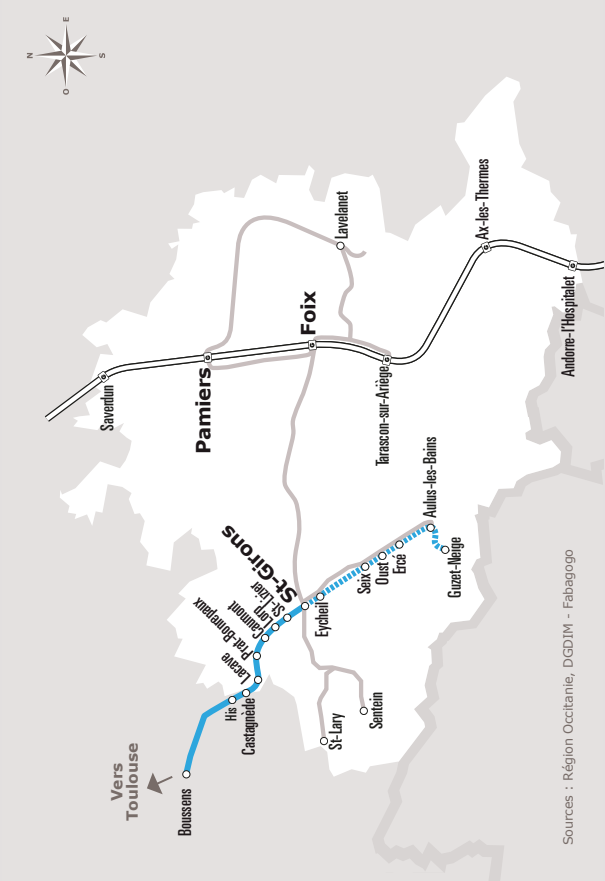 N
O
E
S
Saverdun
Vers
Toulouse
Boussens
Pamiers
His
Castagnède
Lacave
Prat-Bonrepaux
Caumont
Lorp
St-Lizier
St-Girons
Foix
Eycheil
Lavelanet
St-Lary
Sentein
Seix
Oust
Ercé
Tarascon-sur-Ariège
Aulus-les-Bains
Guzet-Neige
Ax-les-Thermes
Andorre-l'Hospitalet
Sources : Région Occitanie, DGDIM - Fabagogo